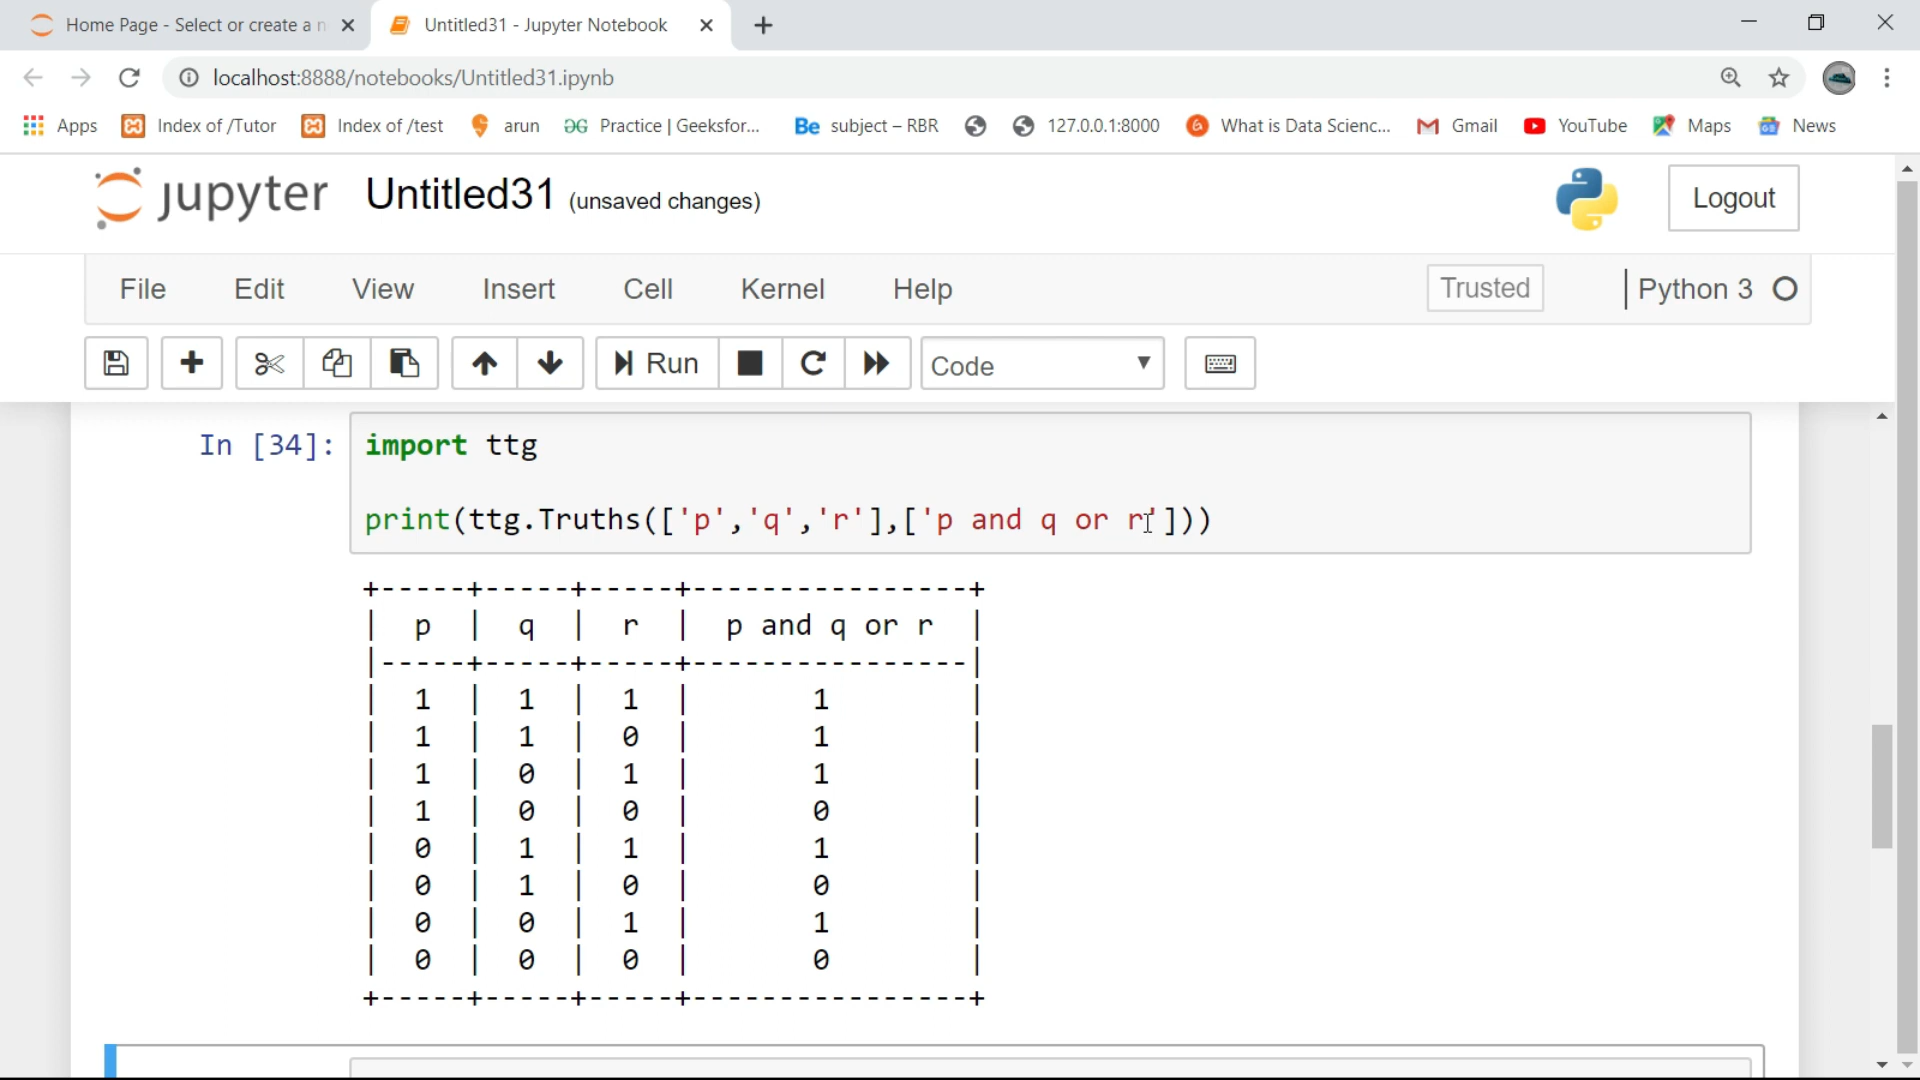 Home Page - Select or create a n
Untitled31 - Jupyter Notebook
localhost:8888/notebooks/Untitled31.ipynb
Apps
Index of /Tutor
Index of /test
arun
Practice | Geeksfor...
Be subject – RBR
127.0.0.1:8000
What is Data Scienc...
Gmail
YouTube
Maps
News
jupyter Untitled31 (unsaved changes)
Logout
File Edit View Insert Cell Kernel Help
Trusted
Python 3
Run
Code
In [34]: import ttg
print(ttg.Truths(['p','q','r'],['p and q or r']))
+-----+-----+-----+----------------+
| p | q | r | p and q or r |
|-----+-----+-----+----------------|
| 1 | 1 | 1 | 1 |
| 1 | 1 | 0 | 1 |
| 1 | 0 | 1 | 1 |
| 1 | 0 | 0 | 0 |
| 0 | 1 | 1 | 1 |
| 0 | 1 | 0 | 0 |
| 0 | 0 | 1 | 1 |
| 0 | 0 | 0 | 0 |
+-----+-----+-----+----------------+